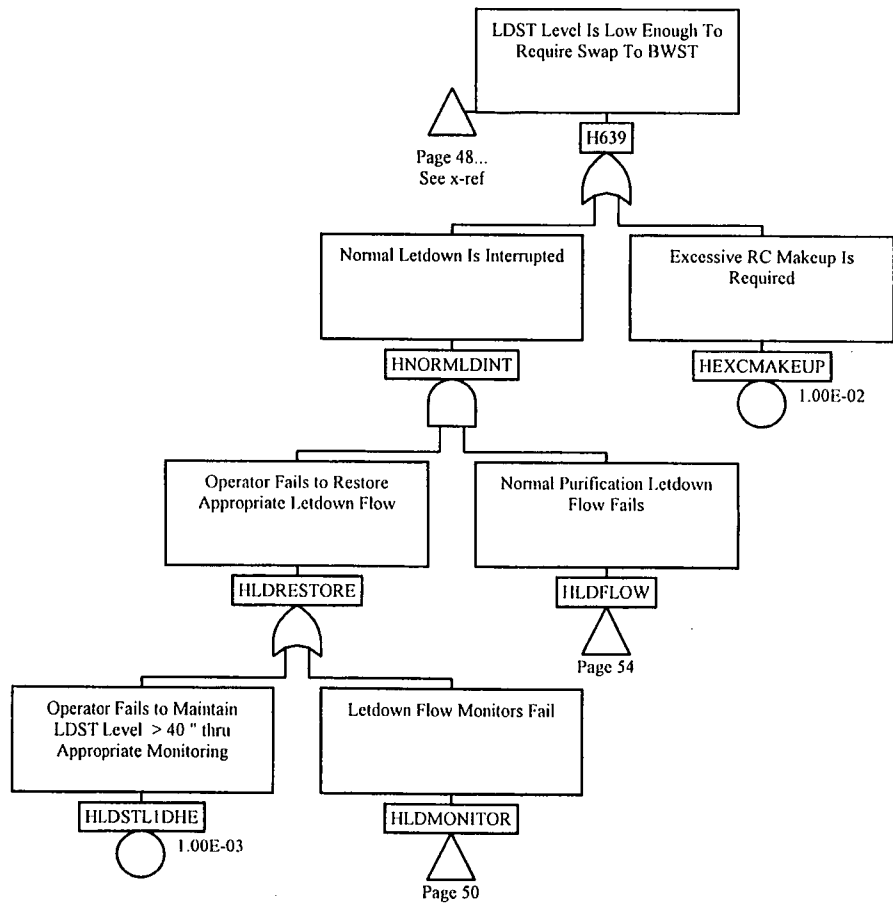 LDST Level Is Low Enough To
Require Swap To BWST
Page 48...
See x-ref
H639
Normal Letdown Is Interrupted
Excessive RC Makeup Is
Required
HNORMLDINT
HEXCMAKEUP
1.00E-02
Operator Fails to Restore
Appropriate Letdown Flow
Normal Purification Letdown
Flow Fails
HLDRESTORE
HLDFLOW
Page 54
Operator Fails to Maintain
LDST Level > 40 " thru
Appropriate Monitoring
Letdown Flow Monitors Fail
HLDSTL1DHE
1.00E-03
HLDMONITOR
Page 50